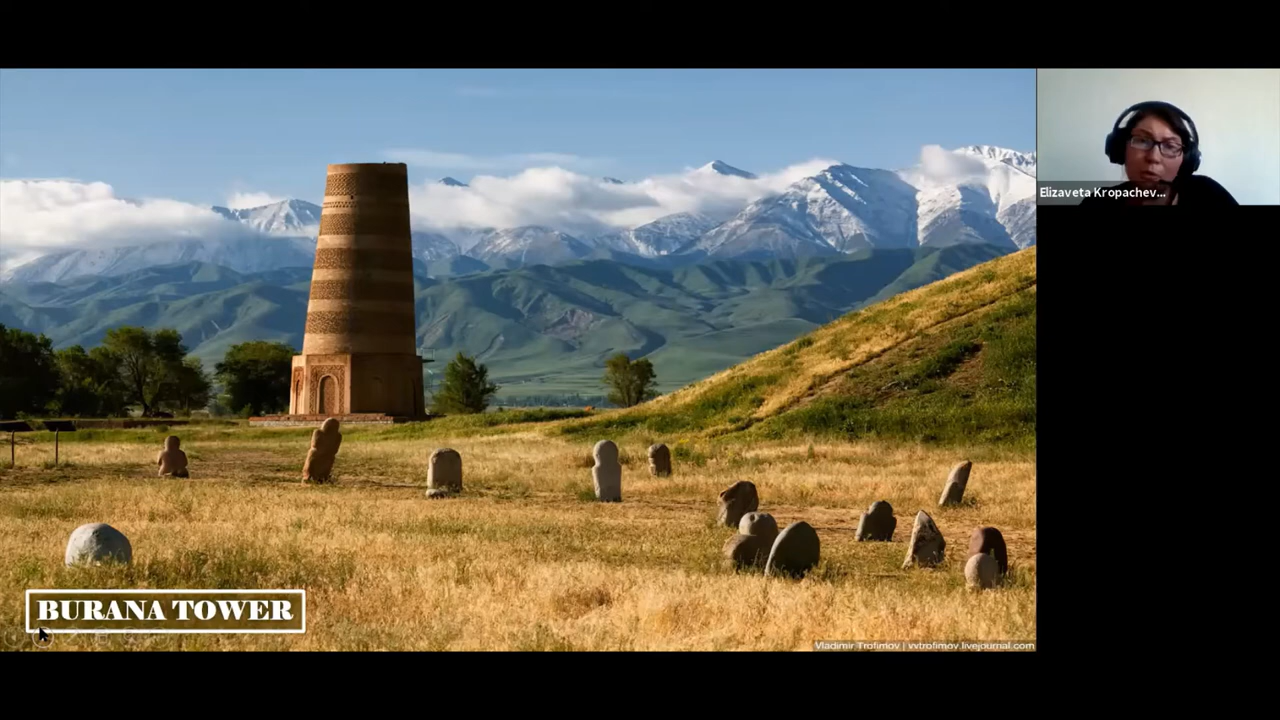 Elizaveta Kropachev...
BURANA TOWER
Vladimir Trofimov | vvtrofimov.livejournal.com